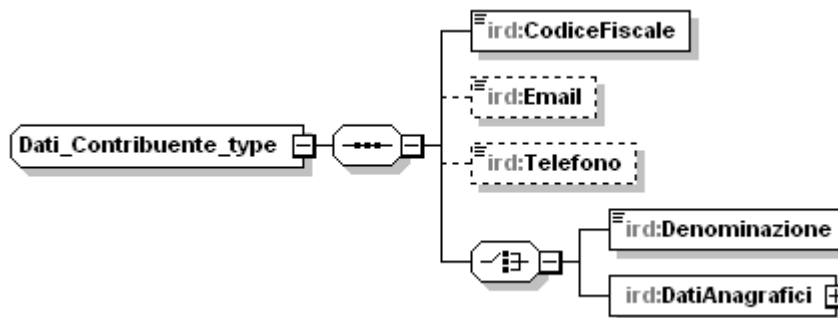 ird:CodiceFiscale
ird:Email
Dati_Contribuente_type
ird:Telefono
ird:Denominazione
ird:DatiAnagrafici